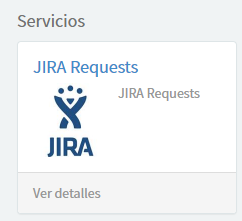 Servicios
JIRA Requests
JIRA Requests
JIRA
Ver detalles